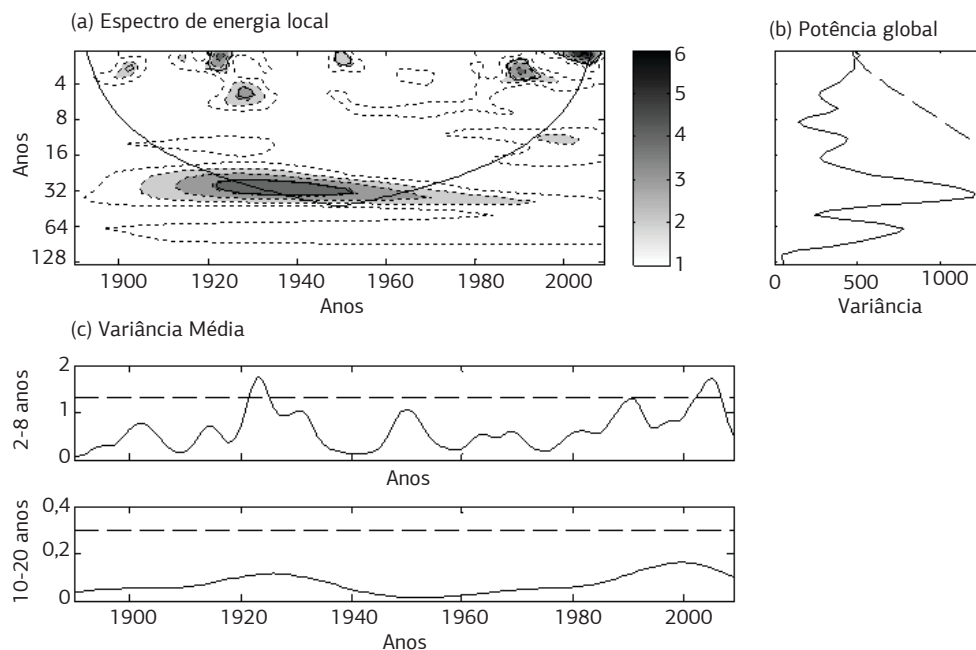 (a) Espectro de energia local
(b) Potência global
Anos
4
8
16
32
64
128
1900 1920 1940 1960 1980 2000
Anos
6
5
4
3
2
1
0 500 1000
Variância
(c) Variância Média
2-8 anos
2
1
0
Anos
10-20 anos
0,4
0,2
0
1900 1920 1940 1960 1980 2000
Anos